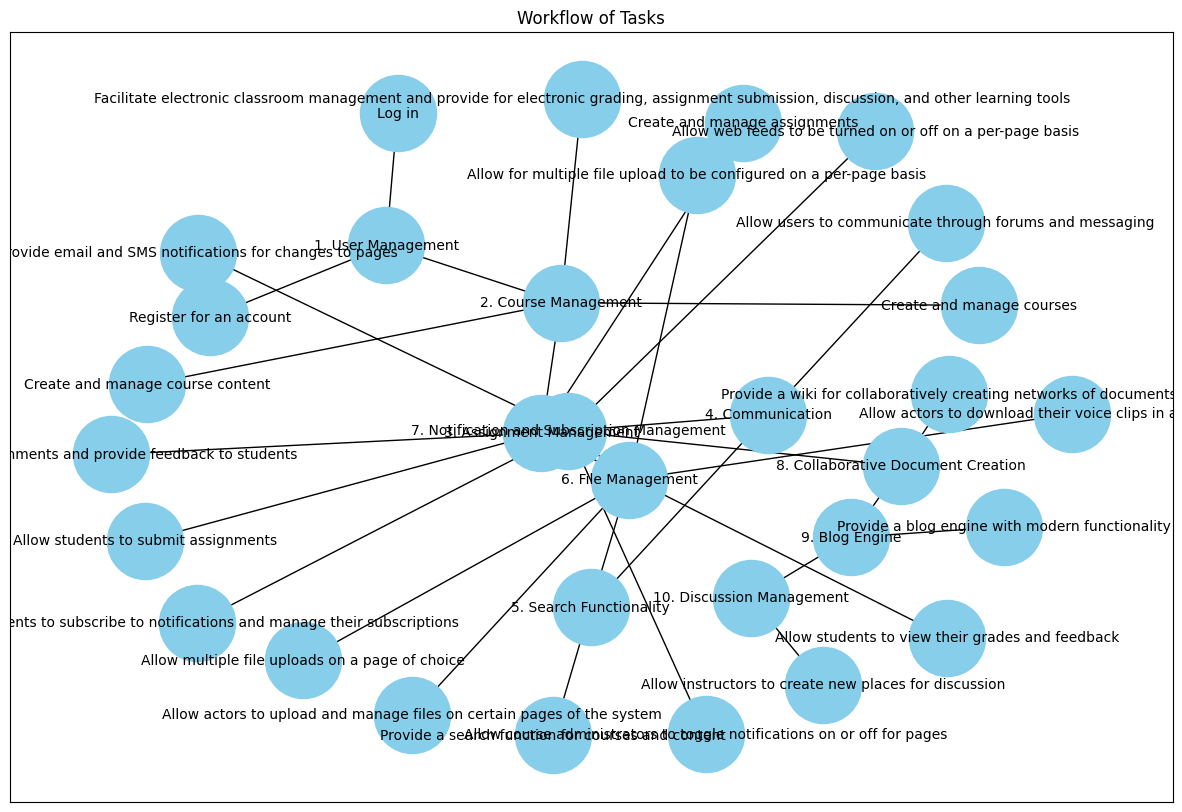 Workflow of Tasks
Facilitate electronic classroom management and provide for electronic grading, assignment submission, discussion, and other learning tools
Log in
Create and manage assignments
Allow web feeds to be turned on or off on a per-page basis
Allow for multiple file upload to be configured on a per-page basis
Allow users to communicate through forums and messaging
1. User Management
email and SMS notifications for changes to pages
2. Course Management
Create and manage courses
Register for an account
Create and manage course content
Provide a wiki for collaboratively creating networks of documents
Allow actors to download their voice clips in a
4. Communication
7. Notification and Subscription Management
3. Assignment Management
and provide feedback to students
8. Collaborative Document Creation
6. File Management
Provide a blog engine with modern functionality
9. Blog Engine
Allow students to submit assignments
10. Discussion Management
5. Search Functionality
to subscribe to notifications and manage their subscriptions
Allow students to view their grades and feedback
Allow multiple file uploads on a page of choice
Allow instructors to create new places for discussion
Allow actors to upload and manage files on certain pages of the system
Provide a search function for courses and content
Allow course administrators to toggle notifications on or off for pages